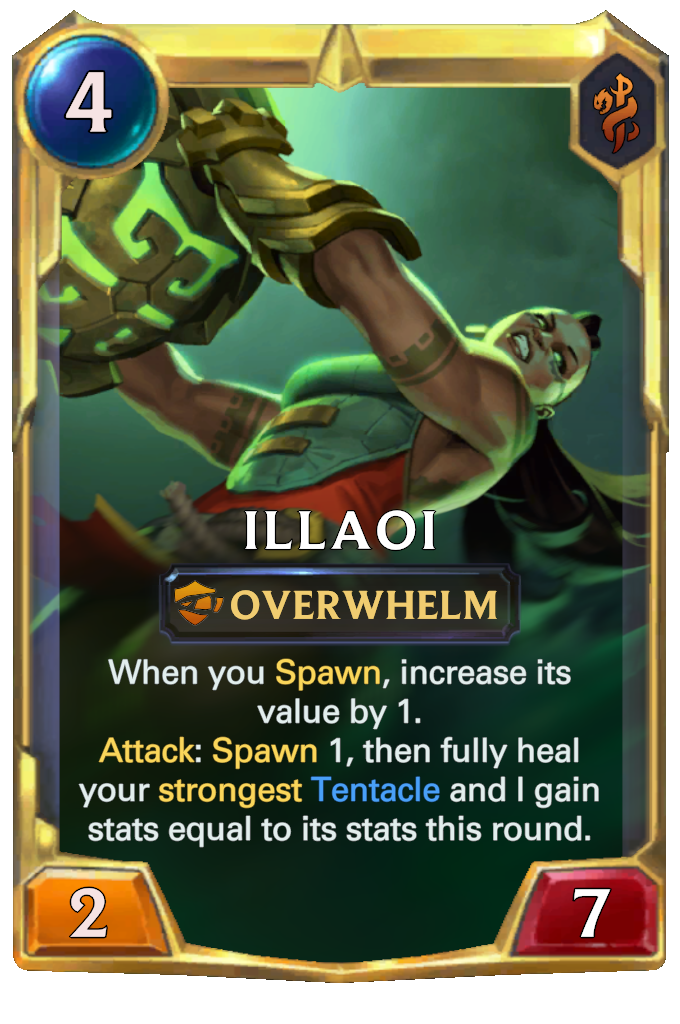 4
ILLAOI
OVERWHELM
When you Spawn, increase its
value by 1.
Attack: Spawn 1, then fully heal
your strongest Tentacle and I gain
stats equal to its stats this round.
2
7